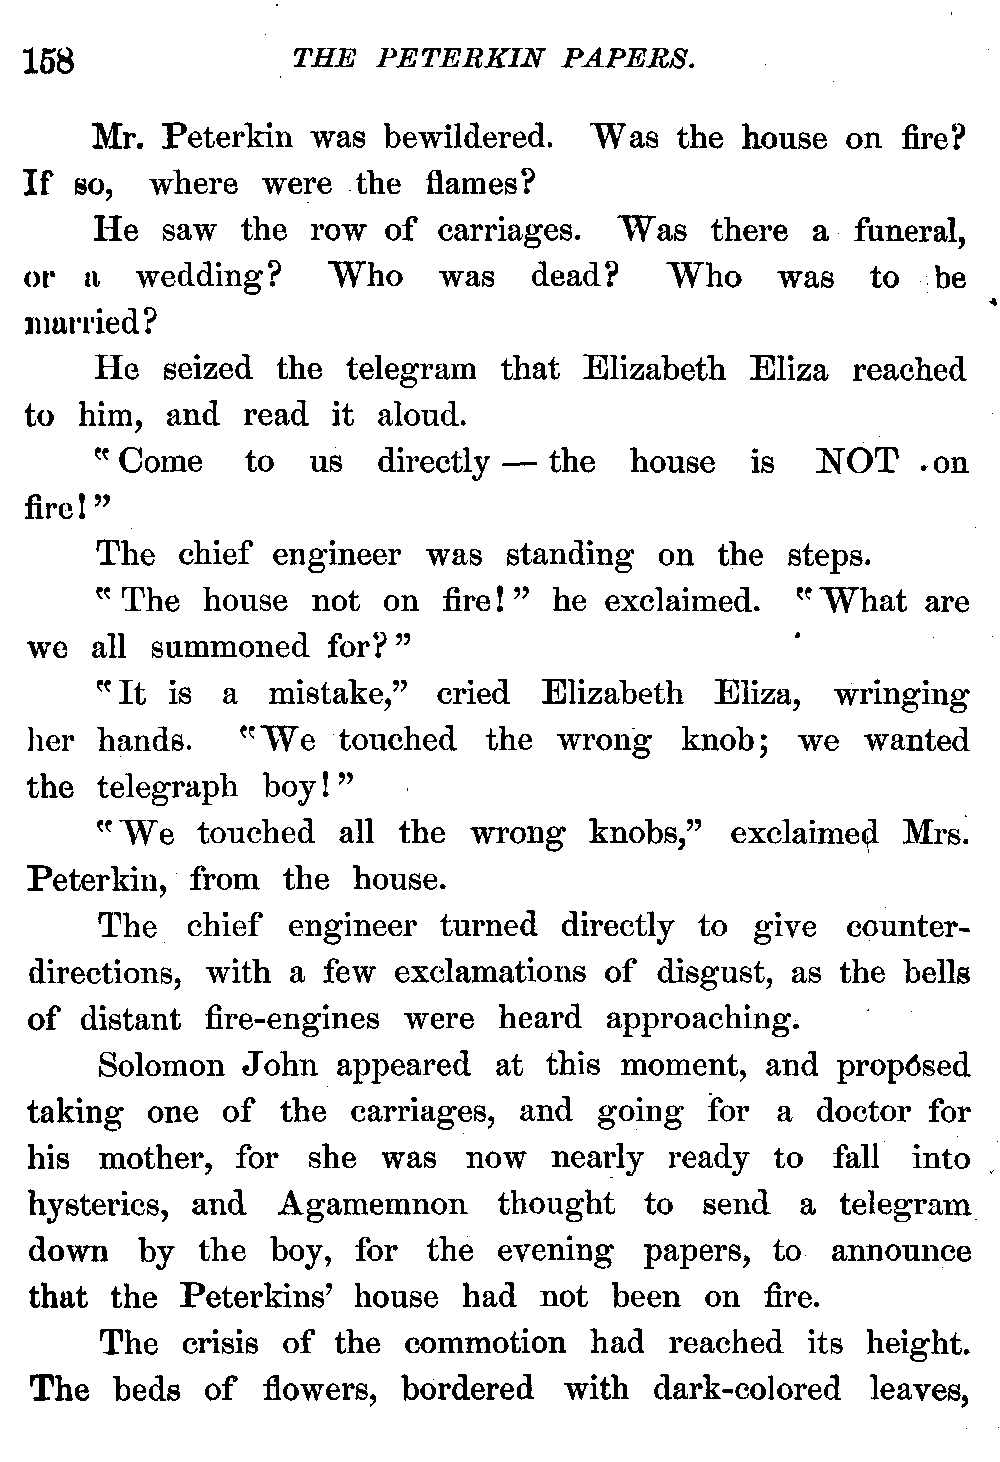 158 THE PETERKIN PAPERS.
Mr. Peterkin was bewildered. Was the house on fire?
If so, where were the flames?
He saw the row of carriages. Was there a funeral,
or a wedding? Who was dead? Who was to be
married?
He seized the telegram that Elizabeth Eliza reached
to him, and read it aloud.
"Come to us directly — the house is NOT on
fire!"
The chief engineer was standing on the steps.
"The house not on fire!" he exclaimed. "What are
we all summoned for?"
"It is a mistake," cried Elizabeth Eliza, wringing
her hands. "We touched the wrong knob; we wanted
the telegraph boy!"
"We touched all the wrong knobs," exclaimed Mrs.
Peterkin, from the house.
The chief engineer turned directly to give counter-
directions, with a few exclamations of disgust, as the bells
of distant fire-engines were heard approaching.
Solomon John appeared at this moment, and proposed
taking one of the carriages, and going for a doctor for
his mother, for she was now nearly ready to fall into
hysterics, and Agamemnon thought to send a telegram
down by the boy, for the evening papers, to announce
that the Peterkins' house had not been on fire.
The crisis of the commotion had reached its height.
The beds of flowers, bordered with dark-colored leaves,